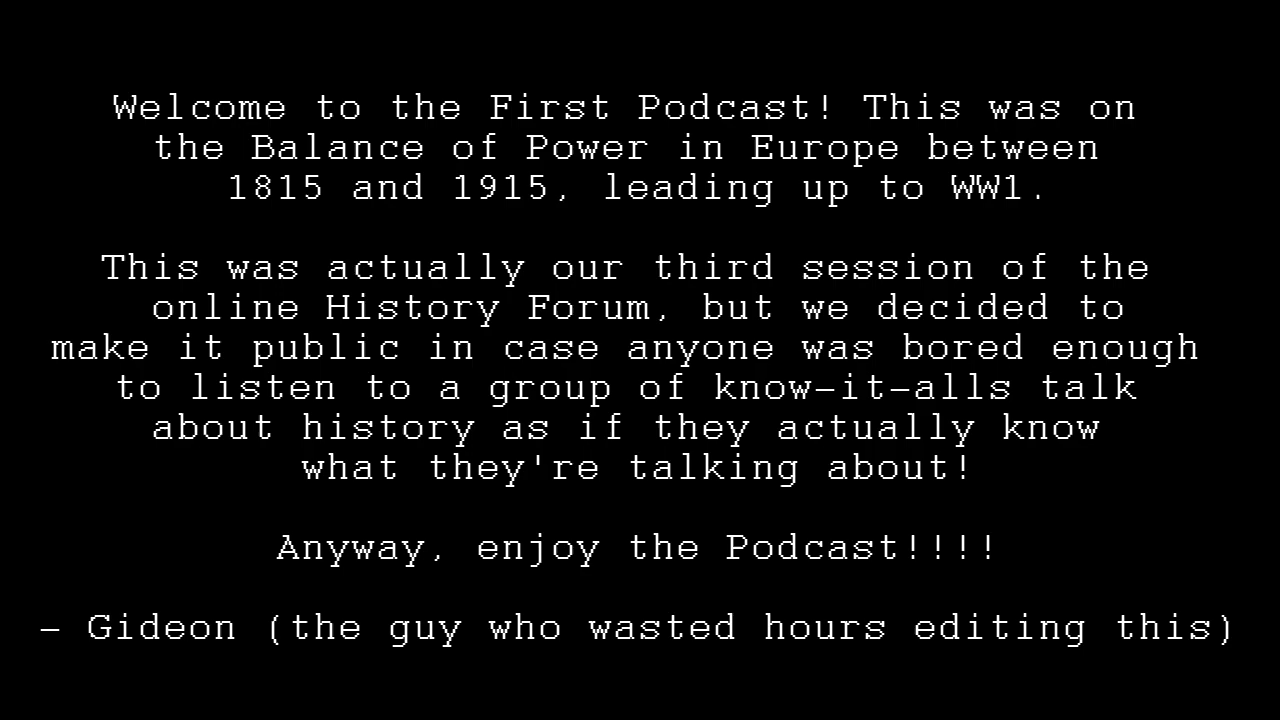 Welcome to the First Podcast! This was on
the Balance of Power in Europe between
1815 and 1915, leading up to WW1.
This was actually our third session of the
online History Forum, but we decided to
make it public in case anyone was bored enough
to listen to a group of know-it-alls talk
about history as if they actually know
what they're talking about!
Anyway, enjoy the Podcast!!!!
- Gideon (the guy who wasted hours editing this)